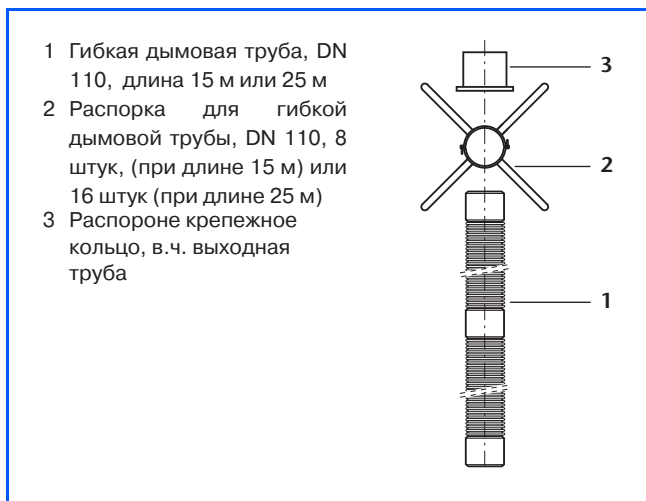 1 Гибкая дымовая труба, DN
110, длина 15 м или 25 м
2 Распорка для гибкой
дымовой трубы, DN 110, 8
штук, (при длине 15 м) или
16 штук (при длине 25 м)
3 Распороне крепежное
кольцо, в.ч. выходная
труба
3
2
1